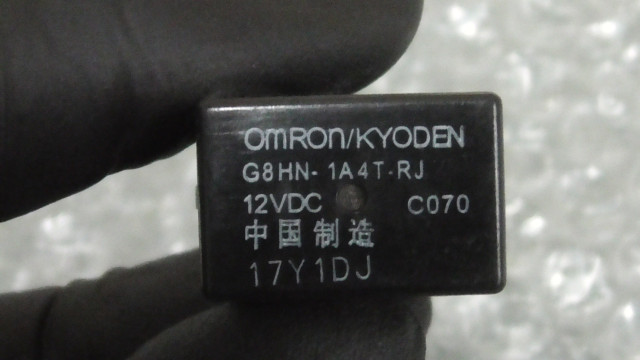 omRon/KYODEN
G8HN-1A4T-RJ
12VDC C070
中国制造
17Y1DJ